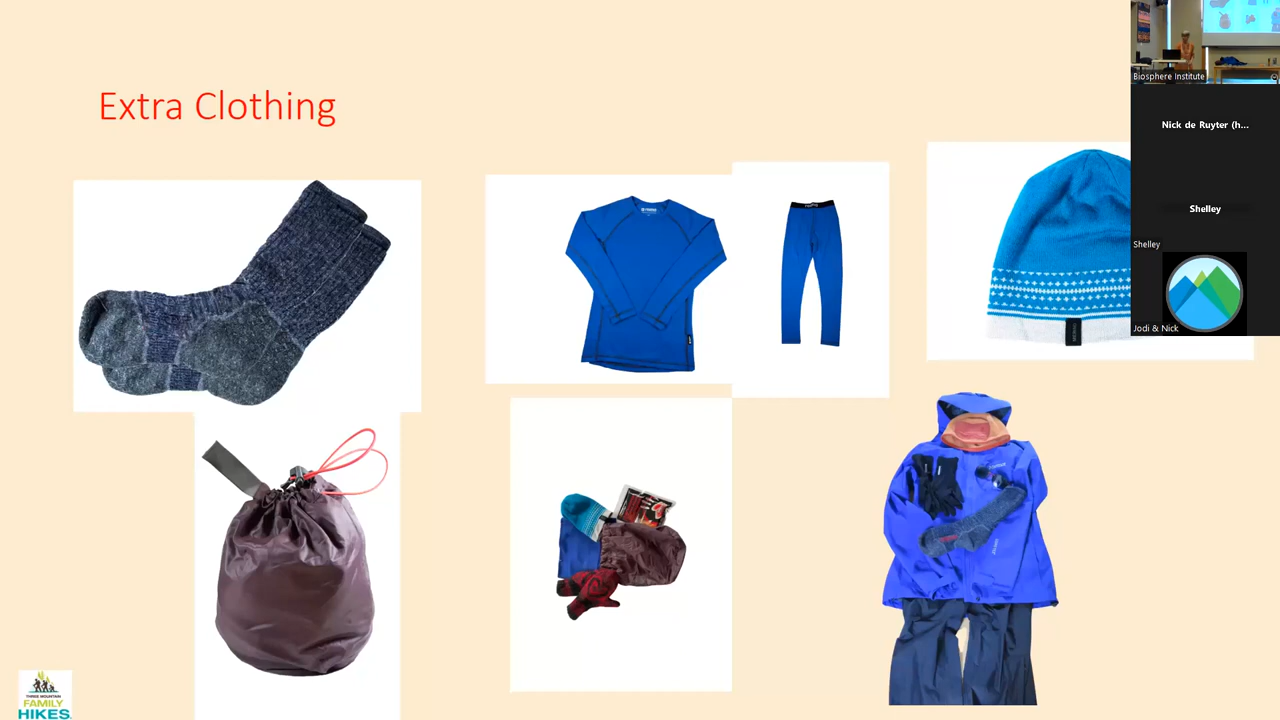 Extra Clothing
Biosphere Institute
Nick de Ruyter (h...
Shelley
Shelley
Jodi & Nick
THREE MOUNTAIN
FAMILY
HIKES